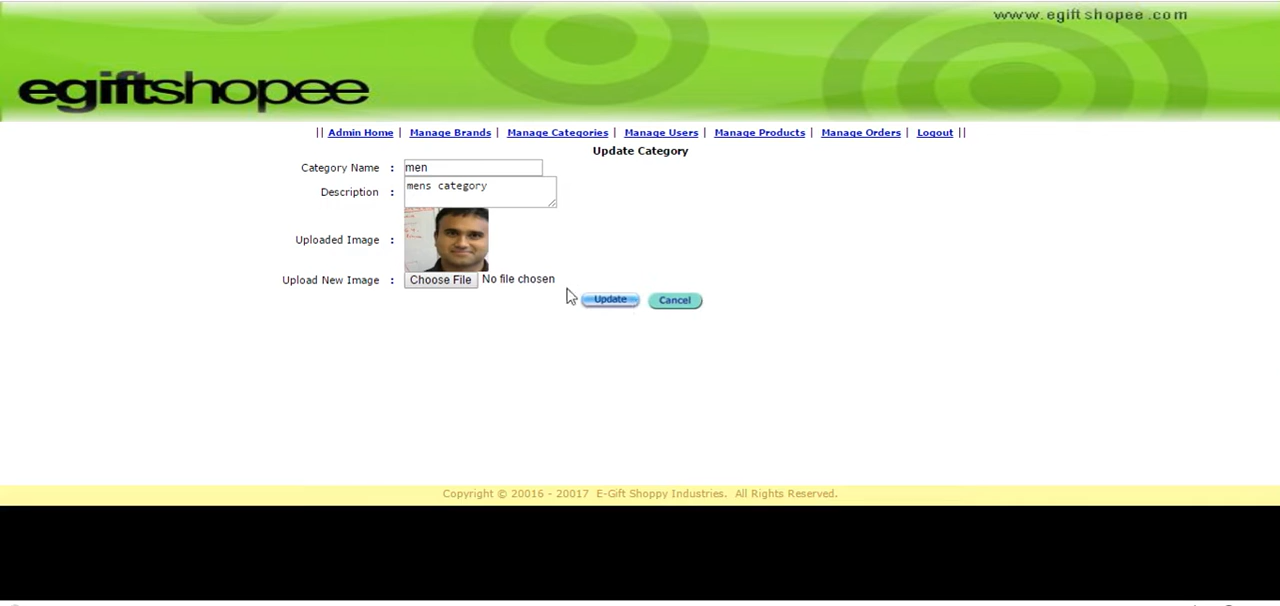 www.egiftshopee.com
egiftshopee
|| Admin Home | Manage Brands | Manage Categories | Manage Users | Manage Products | Manage Orders | Logout ||
Update Category
Category Name : men
Description : mens category
Uploaded Image :
Upload New Image : Choose File No file chosen
Update Cancel
Copyright © 20016 - 20017 E-Gift Shoppy Industries. All Rights Reserved.